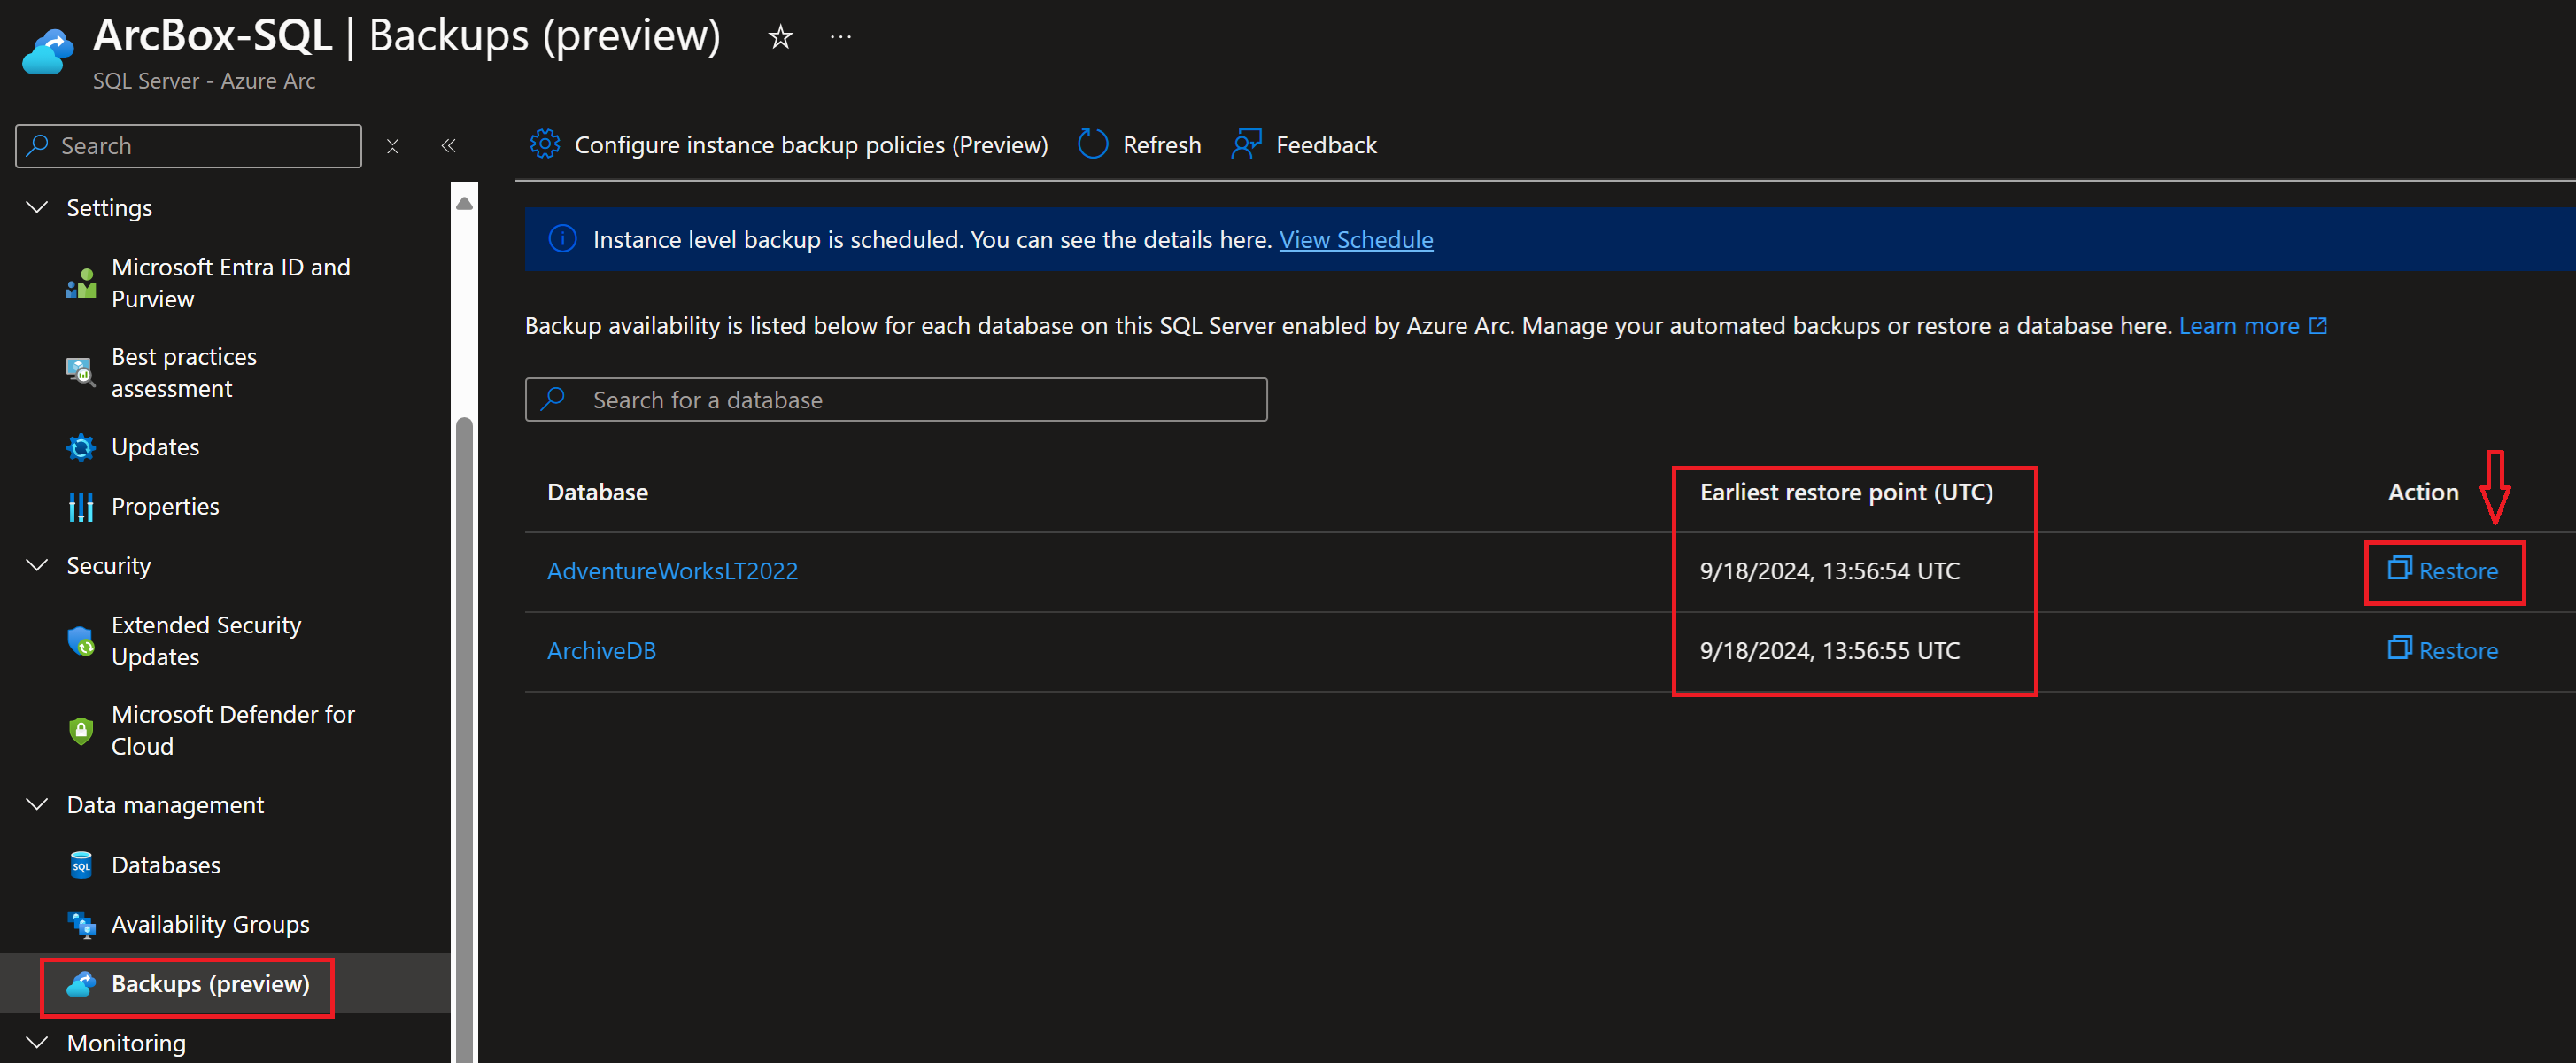 ArcBox-SQL | Backups (preview) ☆ ···
SQL Server - Azure Arc
Search
Configure instance backup policies (Preview) Refresh Feedback
Settings
Microsoft Entra ID and
Purview
Best practices
assessment
Updates
Properties
Security
Extended Security
Updates
Microsoft Defender for
Cloud
Data management
SQL
Databases
Availability Groups
Backups (preview)
Monitoring
Instance level backup is scheduled. You can see the details here. View Schedule
Backup availability is listed below for each database on this SQL Server enabled by Azure Arc. Manage your automated backups or restore a database here. Learn more
Search for a database
Database Earliest restore point (UTC) Action
AdventureWorksLT2022 9/18/2024, 13:56:54 UTC Restore
ArchiveDB 9/18/2024, 13:56:55 UTC Restore